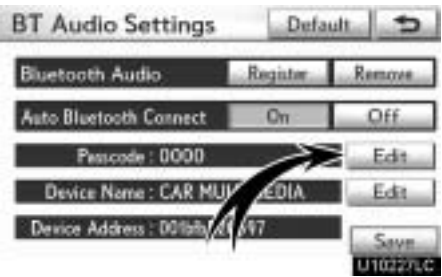 BT Audio Settings Default
Bluetooth Audio Register Remove
Auto Bluetooth Connect On Off
Passcode : 0000 Edit
Device Name : CAR Edit
Device Address :
Save
U10227LC